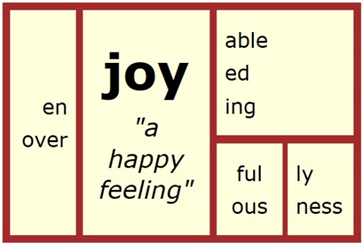 en
over
joy
"a
happy
feeling"
able
ed
ing
ful
ous
ly
ness